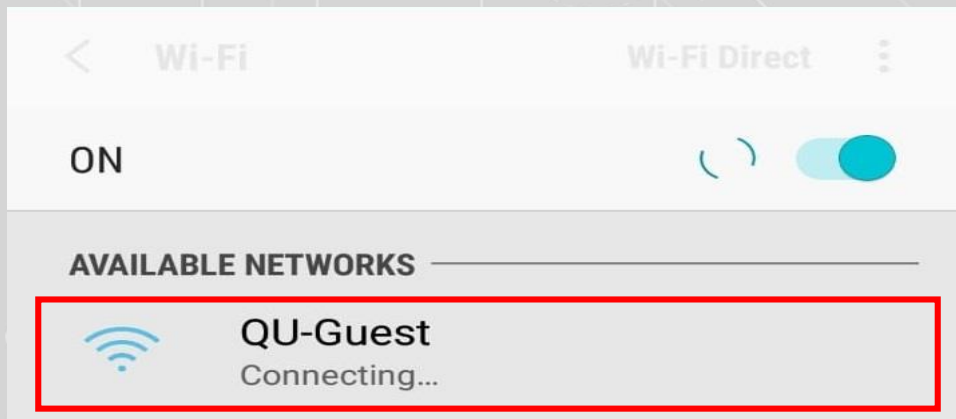 Wi-Fi Wi-Fi Direct
ON
AVAILABLE NETWORKS
QU-Guest
Connecting...